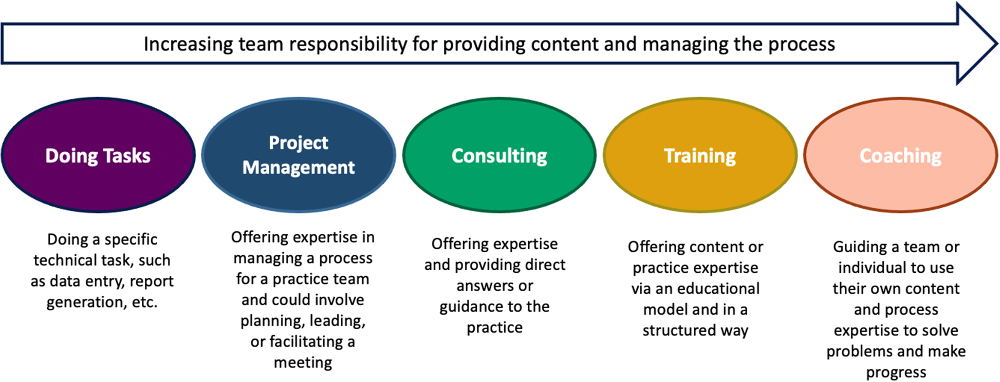 Increasing team responsibility for providing content and managing the process
Doing Tasks
Project
Management
Consulting
Training
Coaching
Doing a specific
technical task, such
as data entry, report
generation, etc.
Offering expertise in
managing a process
for a practice team
and could involve
planning, leading,
or facilitating a
meeting
Offering expertise
and providing direct
answers or
guidance to the
practice
Offering content or
practice expertise
via an educational
model and in a
structured way
Guiding a team or
individual to use
their own content
and process
expertise to solve
problems and make
progress